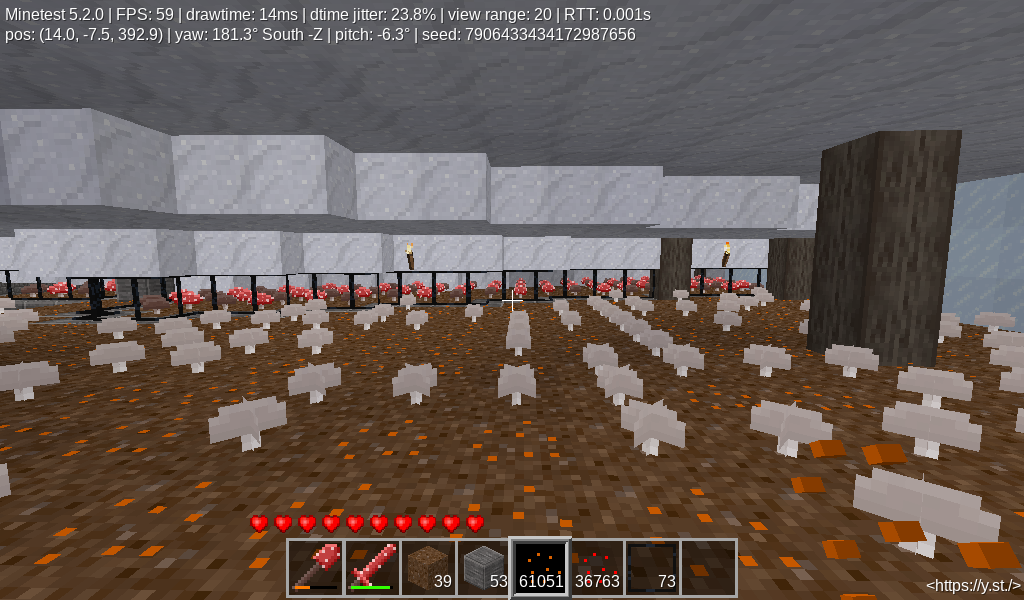 Minetest 5.2.0 | FPS: 59 | drawtime: 14ms | dtime jitter: 23.8% | view range: 20 | RTT: 0.001s
pos: (14.0, -7.5, 392.9) | yaw: 181.3° South -Z | pitch: -6.3° | seed: 7906433434172987656
39 53 61051 36763 73
<https://y.st./>